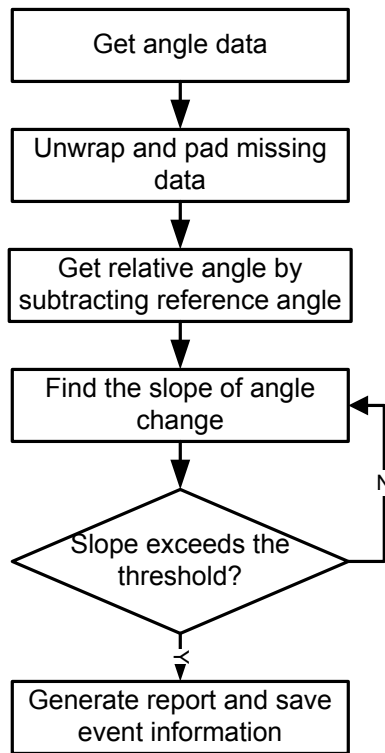 Get angle data
Unwrap and pad missing
data
Get relative angle by
subtracting reference angle
Find the slope of angle
change
N
Slope exceeds the
threshold?
Y
Generate report and save
event information